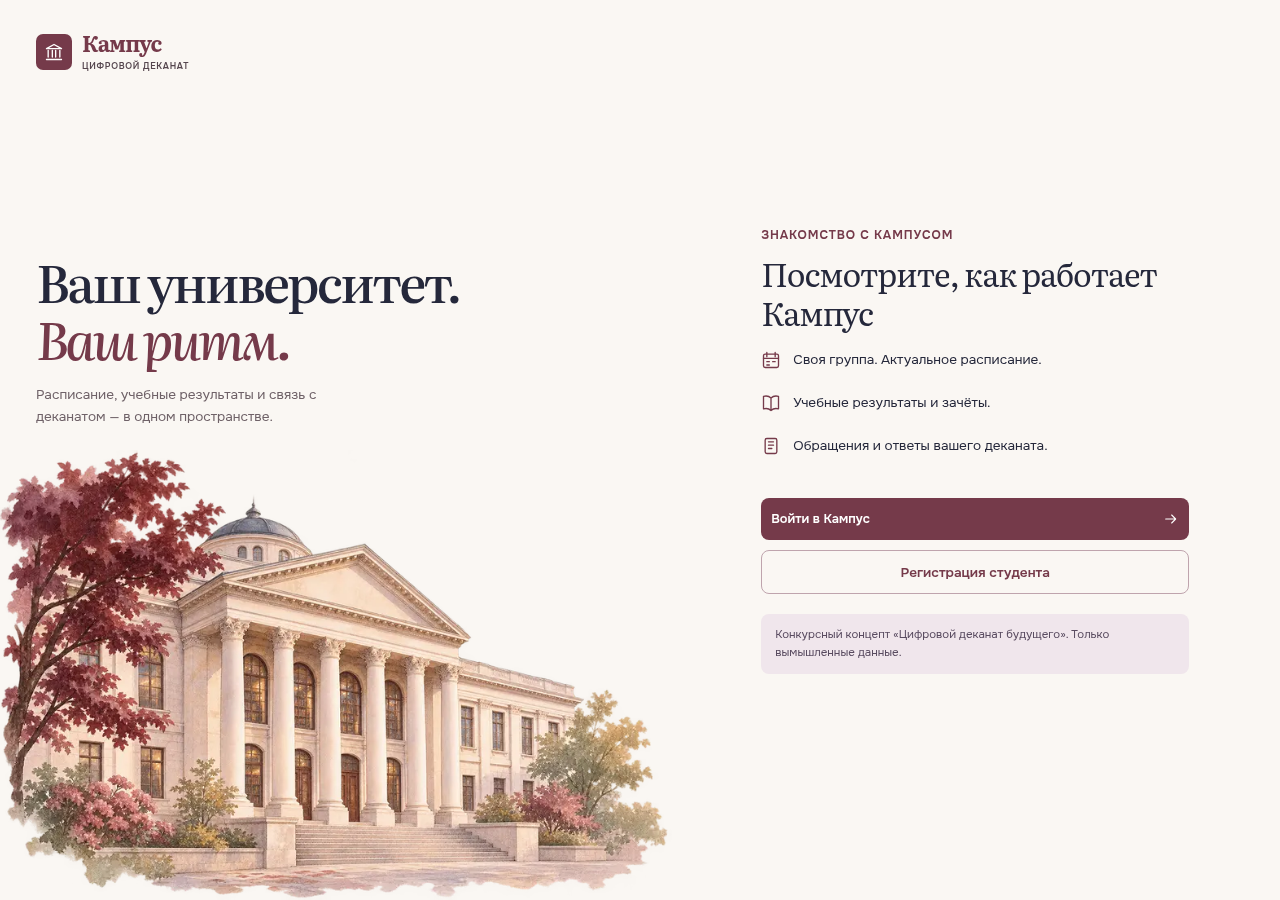 Кампус
ЦИФРОВОЙ ДЕКАНАТ
Ваш университет.
Ваш ритм.
Расписание, учебные результаты и связь с
деканатом — в одном пространстве.
ЗНАКОМСТВО С КАМПУСОМ
Посмотрите, как работает
Кампус
Своя группа. Актуальное расписание.
Учебные результаты и зачёты.
Обращения и ответы вашего деканата.
Войти в Кампус
Регистрация студента
Конкурсный концепт «Цифровой деканат будущего». Только
вымышленные данные.